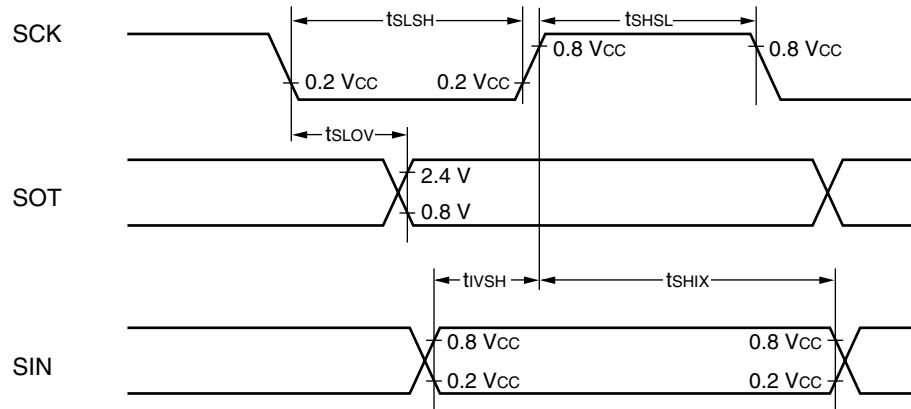 tSLSH tSHSL
SCK
0.8 VCC 0.8 VCC
0.2 VCC 0.2 VCC
tSLOV
2.4 V
SOT
0.8 V
tIVSH tSHIX
0.8 VCC 0.8 VCC
SIN
0.2 VCC 0.2 VCC